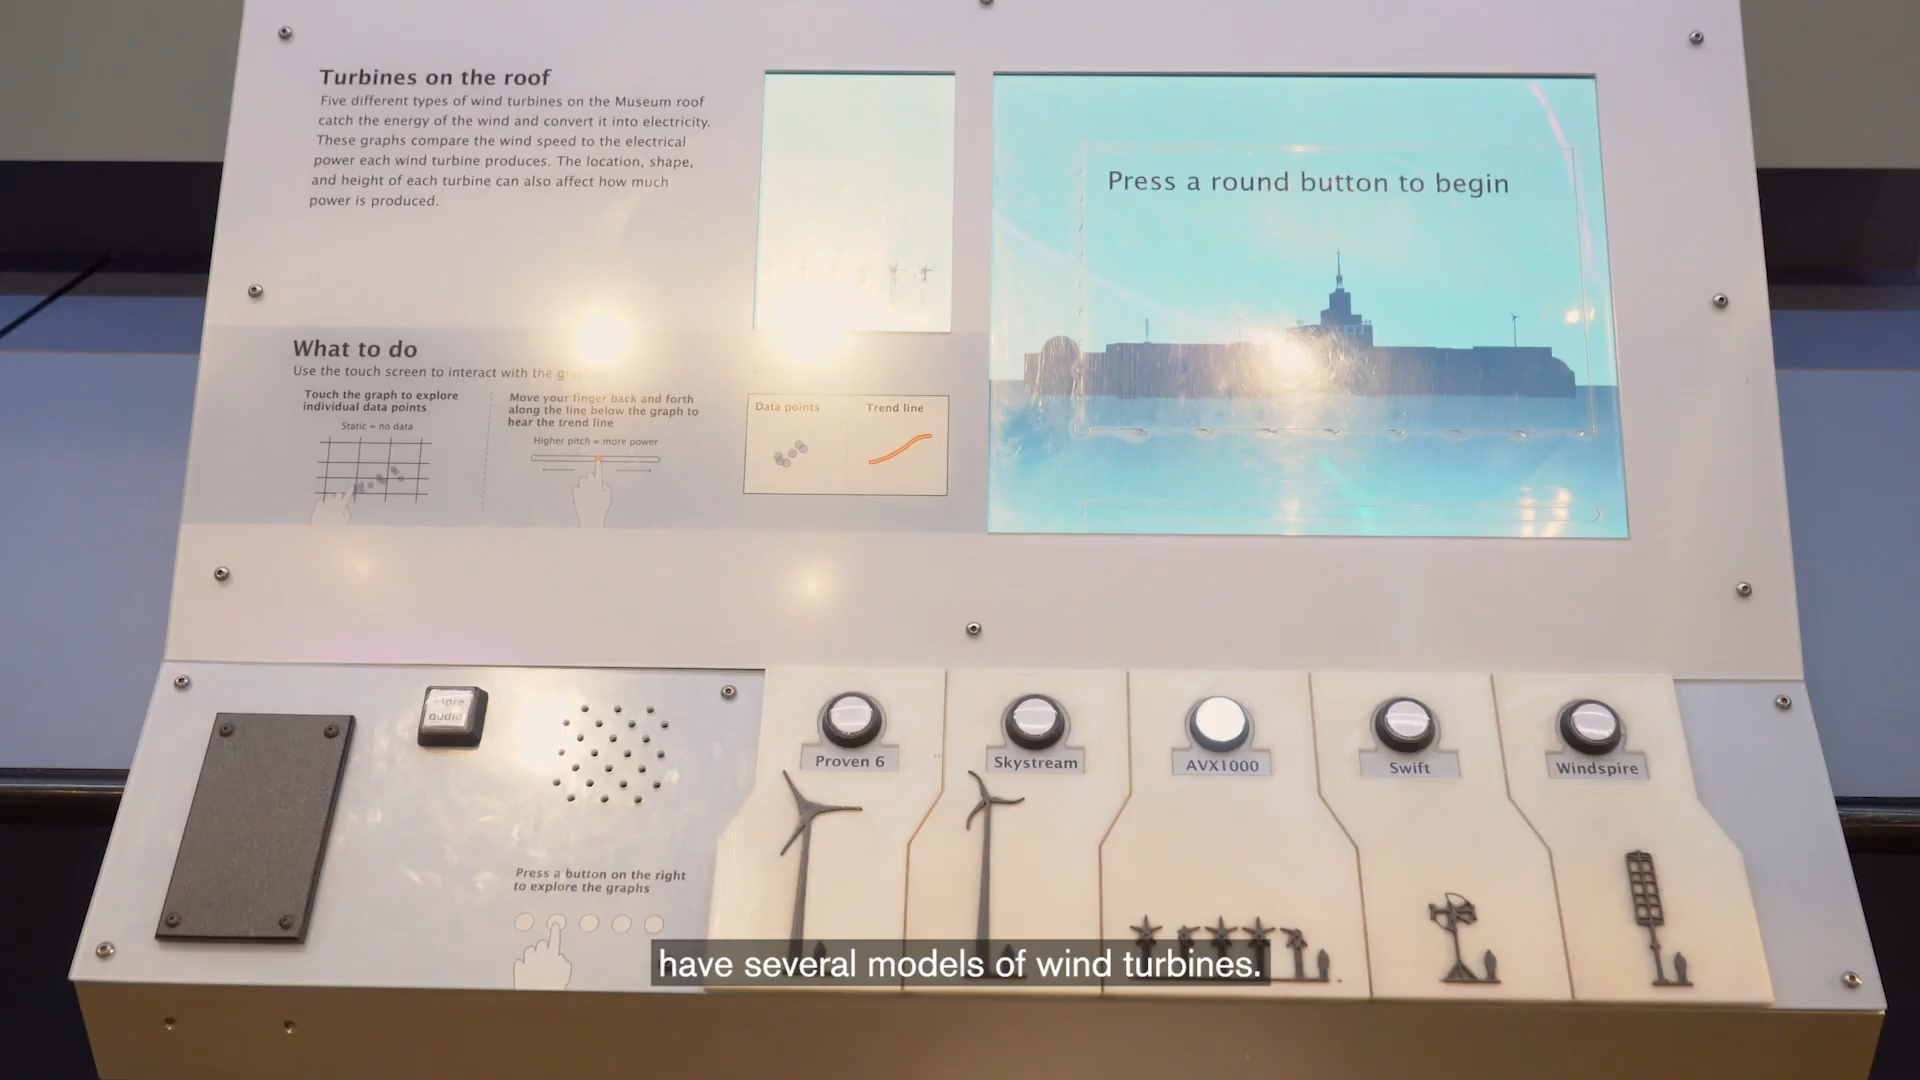 Turbines on the roof
Five different types of wind turbines on the Museum roof
catch the energy of the wind and convert it into electricity.
These graphs compare the wind speed to the electrical
power each wind turbine produces. The location, shape,
and height of each turbine can also affect how much
power is produced.
Press a round button to begin
What to do
Use the touch screen to interact with the
Touch the graph to explore
individual data points
Static = no data
Move your finger back and forth
along the line below the graph to
hear the trend line
Higher pitch = more power
Data points
Trend line
audio
Press a button on the right
to explore the graphs
Proven 6
Skystream
AVX1000
Swift
Windspire
have several models of wind turbines.